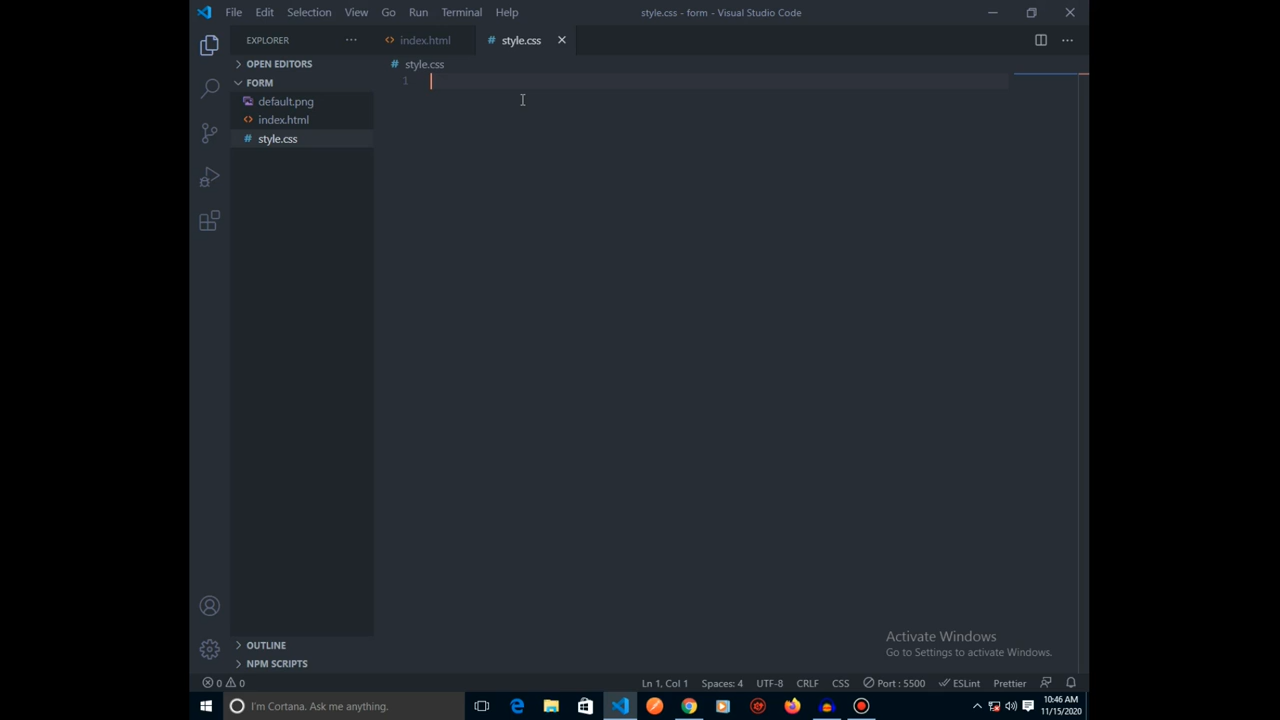 File Edit Selection View Go Run Terminal Help
style.css - form - Visual Studio Code
EXPLORER
index.html
# style.css
OPEN EDITORS
# style.css
FORM
1
default.png
index.html
# style.css
Activate Windows
Go to Settings to activate Windows.
OUTLINE
NPM SCRIPTS
0 0
Ln 1, Col 1 Spaces: 4 UTF-8 CRLF CSS Port : 5500 ESLint Prettier
I'm Cortana. Ask me anything.
10:46 AM
11/15/2020